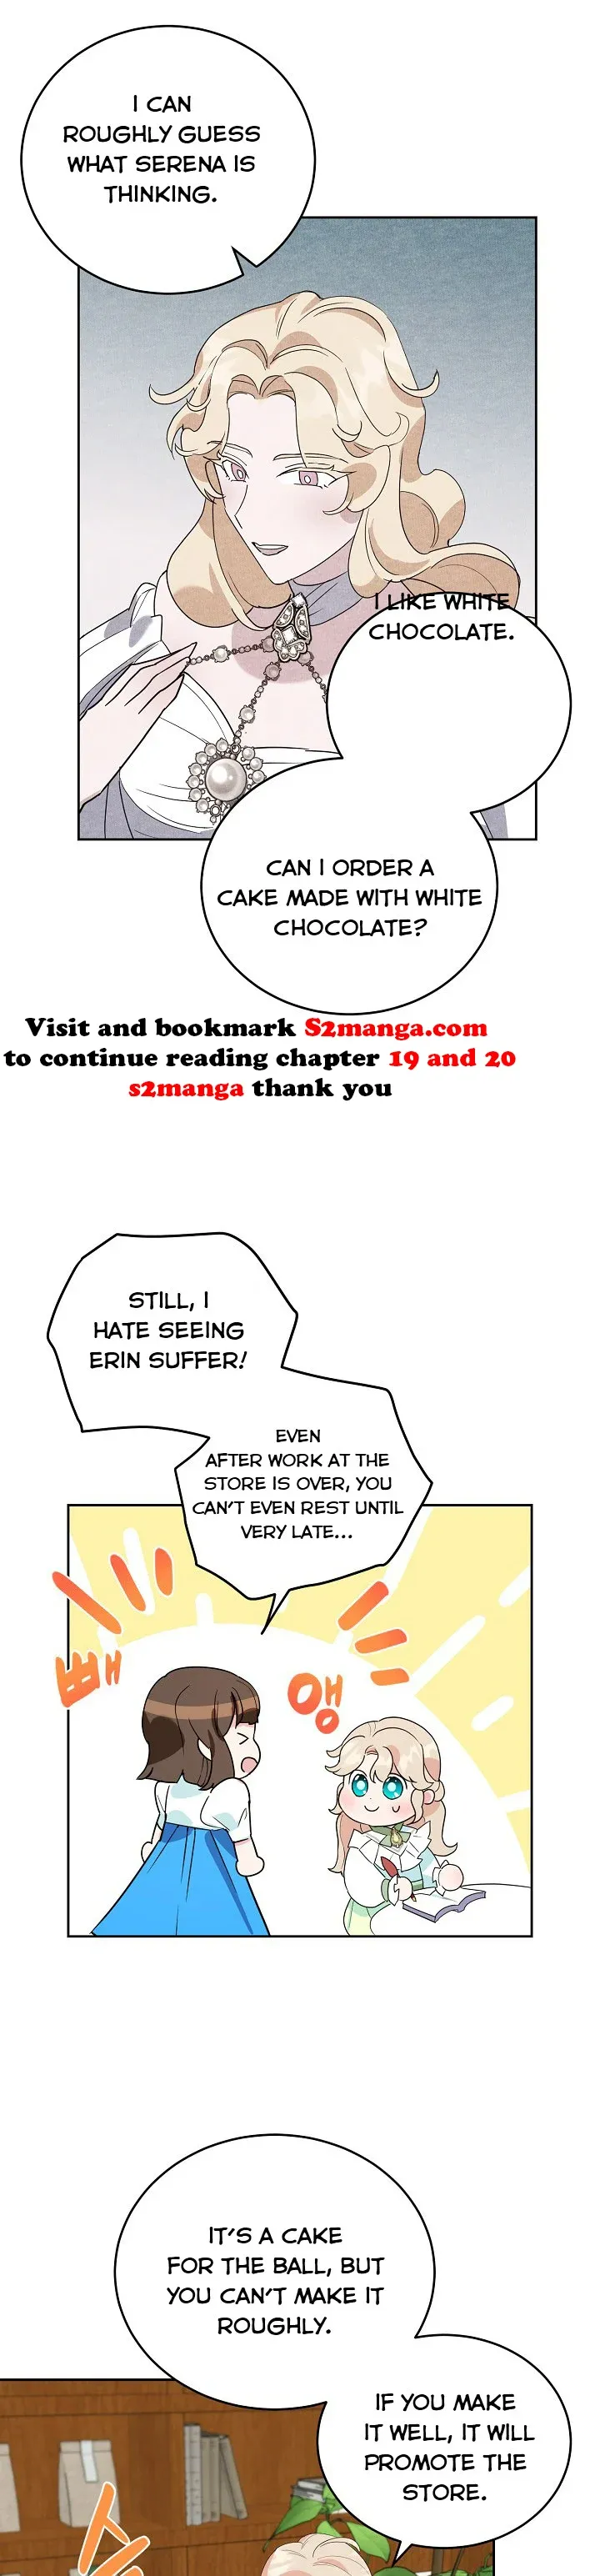 I CAN
ROUGHLY GUESS
WHAT SERENA IS
THINKING.
I LIKE WHITE
CHOCOLATE.
CAN I ORDER A
CAKE MADE WITH WHITE
CHOCOLATE?
Visit and bookmark S2manga.com
to continue reading chapter 19 and 20
s2manga thank you
STILL, I
HATE SEEING
ERIN SUFFER!
EVEN
AFTER WORK AT THE
STORE IS OVER, YOU
CAN'T EVEN REST UNTIL
VERY LATE...
빼
앵
IT'S A CAKE
FOR THE BALL, BUT
YOU CAN'T MAKE IT
ROUGHLY.
IF YOU MAKE
IT WELL, IT WILL
PROMOTE THE
STORE.